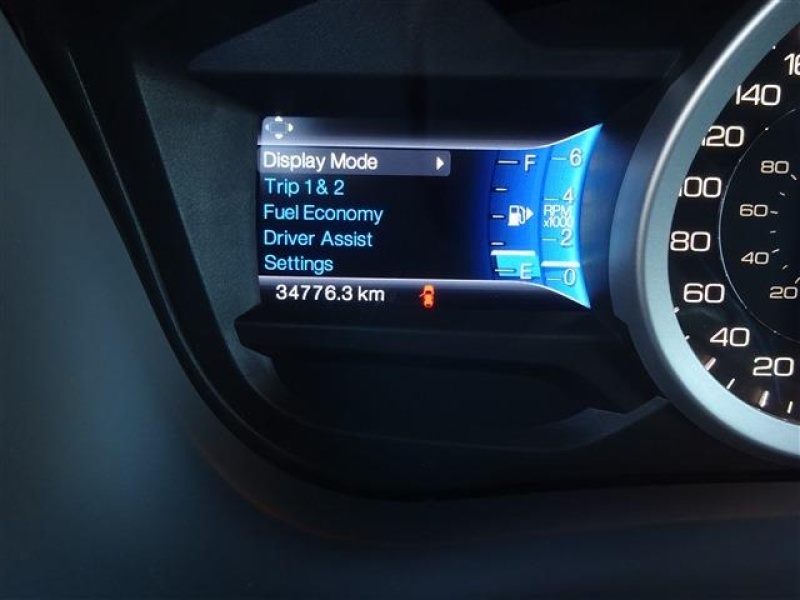 Display Mode
Trip 1 & 2
Fuel Economy
Driver Assist
Settings
34776.3 km
F
E
6
4
RPM
x1000
2
0
140
120
100
80
60
40
20
80
60
40
20